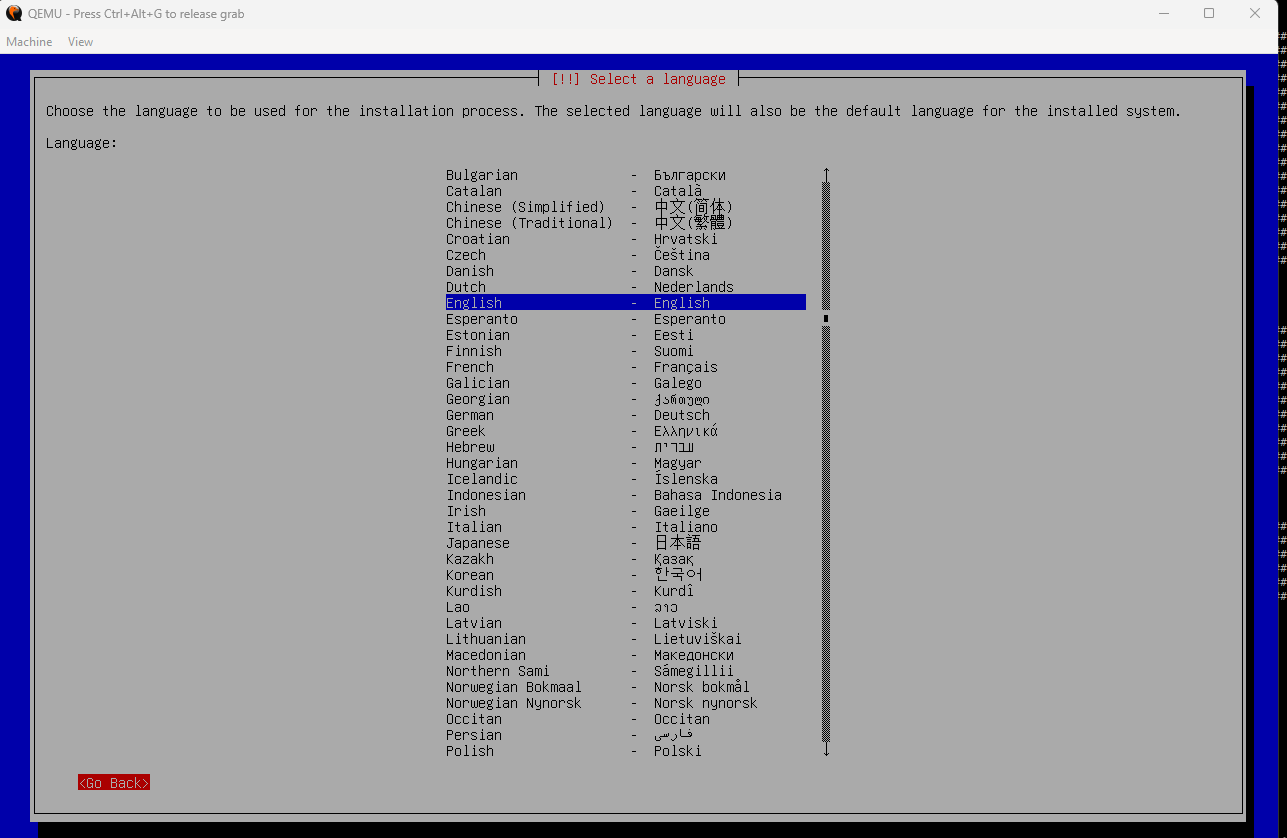 QEMU - Press Ctrl+Alt+G to release grab
Machine View
[!!] Select a language
Choose the language to be used for the installation process. The selected language will also be the default language for the installed system.
Language:
Bulgarian - Български
Catalan - Català
Chinese (Simplified) - 中文(简体)
Chinese (Traditional) - 中文(繁體)
Croatian - Hrvatski
Czech - Čeština
Danish - Dansk
Dutch - Nederlands
English - English
Esperanto - Esperanto
Estonian - Eesti
Finnish - Suomi
French - Français
Galician - Galego
Georgian - ქართული
German - Deutsch
Greek - Ελληνικά
Hebrew - עברית
Hungarian - Magyar
Icelandic - Íslenska
Indonesian - Bahasa Indonesia
Irish - Gaeilge
Italian - Italiano
Japanese - 日本語
Kazakh - Қазақ
Korean - 한국어
Kurdish - Kurdî
Lao - ລາວ
Latvian - Latviski
Lithuanian - Lietuviškai
Macedonian - Македонски
Northern Sami - Sámegillii
Norwegian Bokmaal - Norsk bokmål
Norwegian Nynorsk - Norsk nynorsk
Occitan - Occitan
Persian - فارسی
Polish - Polski
<Go Back>